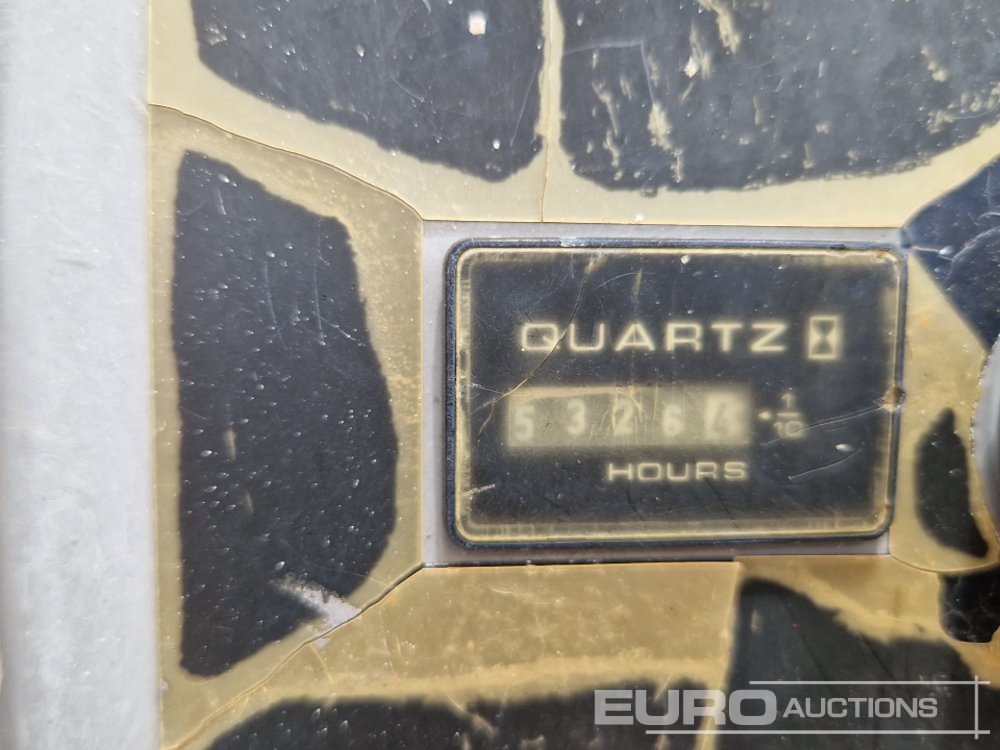 QUARTZ
53264 1/10
HOURS
EURO AUCTIONS